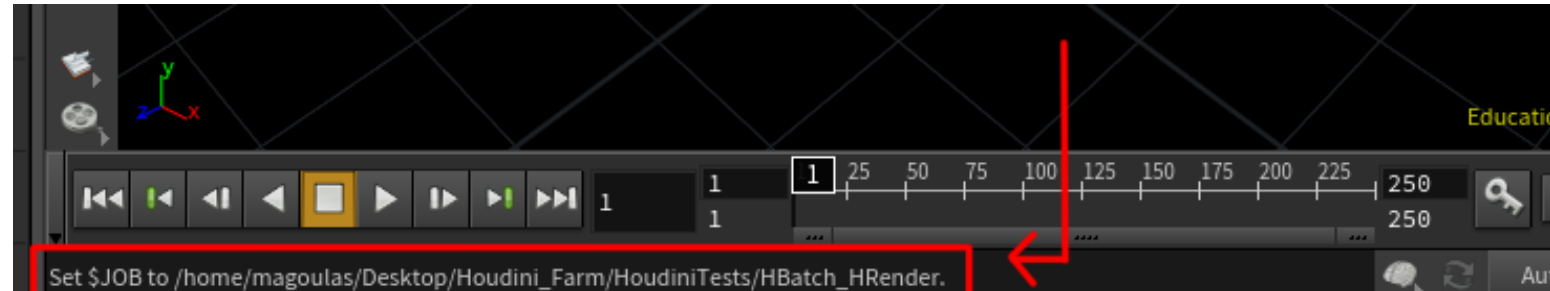 y
z x
Educatio
1 25 50 75 100 125 150 175 200 225
1 1 250
1 250
Set $JOB to /home/magoulas/Desktop/Houdini_Farm/HoudiniTests/HBatch_HRender.
Au